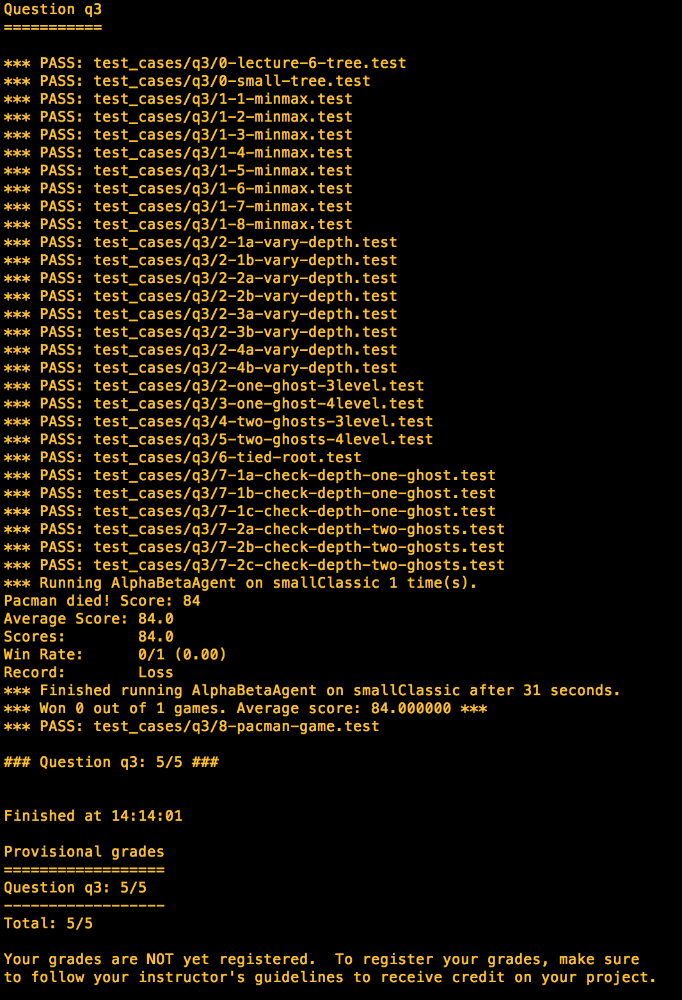 Question q3
===========
*** PASS: test_cases/q3/0-lecture-6-tree.test
*** PASS: test_cases/q3/0-small-tree.test
*** PASS: test_cases/q3/1-1-minmax.test
*** PASS: test_cases/q3/1-2-minmax.test
*** PASS: test_cases/q3/1-3-minmax.test
*** PASS: test_cases/q3/1-4-minmax.test
*** PASS: test_cases/q3/1-5-minmax.test
*** PASS: test_cases/q3/1-6-minmax.test
*** PASS: test_cases/q3/1-7-minmax.test
*** PASS: test_cases/q3/1-8-minmax.test
*** PASS: test_cases/q3/2-1a-vary-depth.test
*** PASS: test_cases/q3/2-1b-vary-depth.test
*** PASS: test_cases/q3/2-2a-vary-depth.test
*** PASS: test_cases/q3/2-2b-vary-depth.test
*** PASS: test_cases/q3/2-3a-vary-depth.test
*** PASS: test_cases/q3/2-3b-vary-depth.test
*** PASS: test_cases/q3/2-4a-vary-depth.test
*** PASS: test_cases/q3/2-4b-vary-depth.test
*** PASS: test_cases/q3/2-one-ghost-3level.test
*** PASS: test_cases/q3/3-one-ghost-4level.test
*** PASS: test_cases/q3/4-two-ghosts-3level.test
*** PASS: test_cases/q3/5-two-ghosts-4level.test
*** PASS: test_cases/q3/6-tied-root.test
*** PASS: test_cases/q3/7-1a-check-depth-one-ghost.test
*** PASS: test_cases/q3/7-1b-check-depth-one-ghost.test
*** PASS: test_cases/q3/7-1c-check-depth-one-ghost.test
*** PASS: test_cases/q3/7-2a-check-depth-two-ghosts.test
*** PASS: test_cases/q3/7-2b-check-depth-two-ghosts.test
*** PASS: test_cases/q3/7-2c-check-depth-two-ghosts.test
*** Running AlphaBetaAgent on smallClassic 1 time(s).
Pacman died! Score: 84
Average Score: 84.0
Scores:        84.0
Win Rate:      0/1 (0.00)
Record:        Loss
*** Finished running AlphaBetaAgent on smallClassic after 31 seconds.
*** Won 0 out of 1 games. Average score: 84.000000 ***
*** PASS: test_cases/q3/8-pacman-game.test
### Question q3: 5/5 ###
Finished at 14:14:01
Provisional grades
==================
Question q3: 5/5
------------------
Total: 5/5
Your grades are NOT yet registered.  To register your grades, make sure
to follow your instructor's guidelines to receive credit on your project.